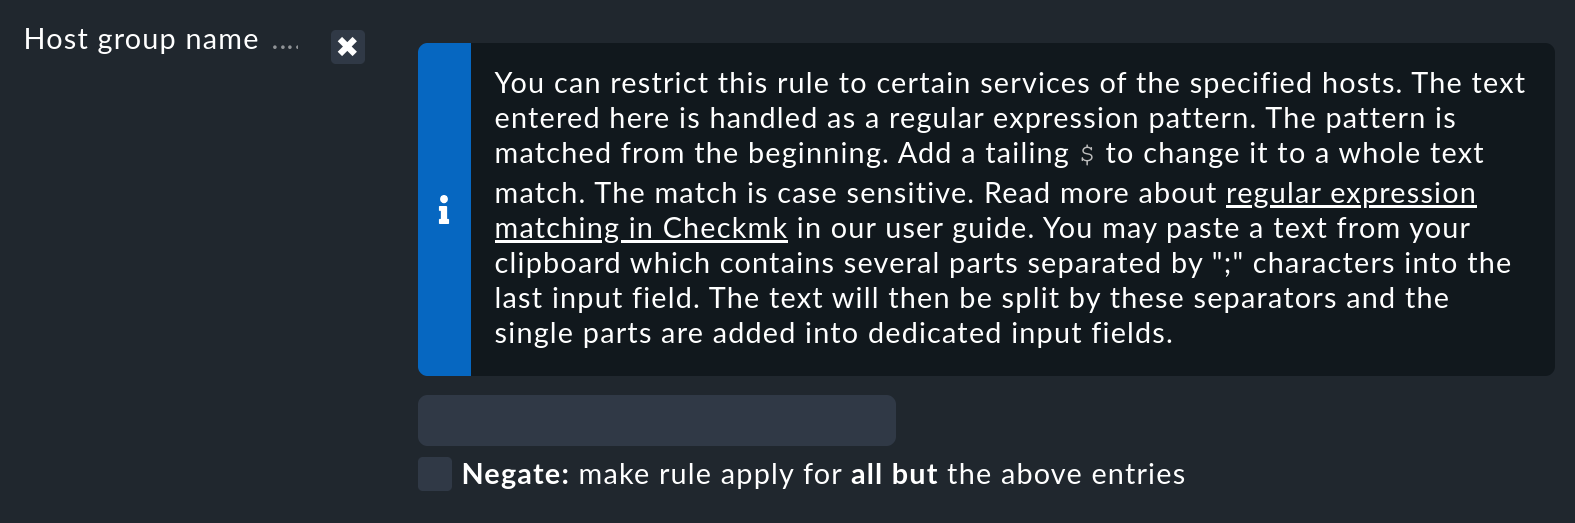 Host group name ....
You can restrict this rule to certain services of the specified hosts. The text
entered here is handled as a regular expression pattern. The pattern is
matched from the beginning. Add a tailing $ to change it to a whole text
match. The match is case sensitive. Read more about regular expression
matching in Checkmk in our user guide. You may paste a text from your
clipboard which contains several parts separated by ";" characters into the
last input field. The text will then be split by these separators and the
single parts are added into dedicated input fields.
Negate: make rule apply for all but the above entries